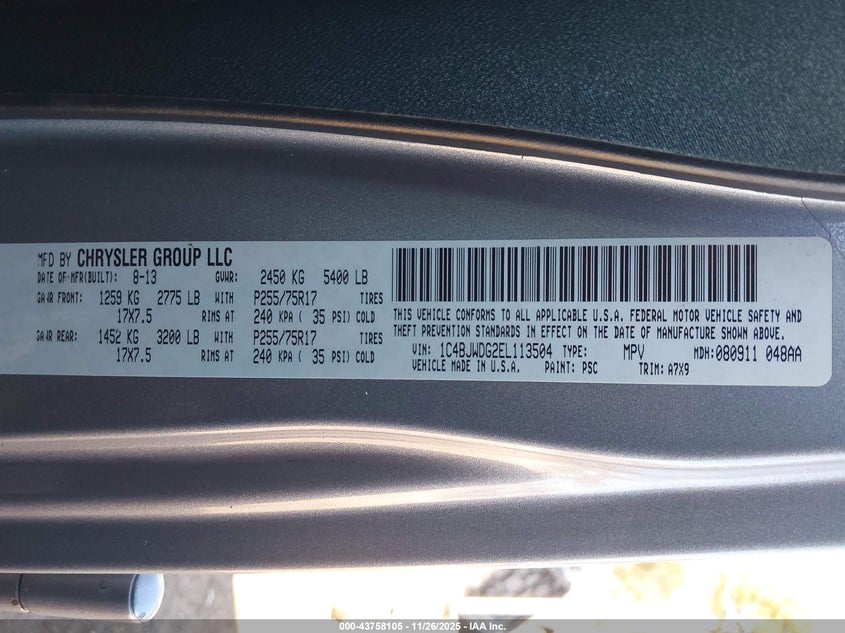 MFD BY CHRYSLER GROUP LLC
DATE OF MFR(BUILT): 8-13 GVWR: 2450 KG 5400 LB
GAWR FRONT: 1259 KG 2775 LB WITH P255/75R17 TIRES
17X7.5 RIMS AT 240 KPA ( 35 PSI) COLD
GAWR REAR: 1452 KG 3200 LB WITH P255/75R17 TIRES
17X7.5 RIMS AT 240 KPA ( 35 PSI) COLD
THIS VEHICLE CONFORMS TO ALL APPLICABLE U.S.A. FEDERAL MOTOR VEHICLE SAFETY AND
THEFT PREVENTION STANDARDS IN EFFECT ON THE DATE OF MANUFACTURE SHOWN ABOVE.
VIN: 1C4BJWDG2EL113504 TYPE: MPV MDH: 080911 048AA
VEHICLE MADE IN U.S.A. PAINT: PSC TRIM: A7X9
000-43758105 - 11/26/2025 - IAA Inc.